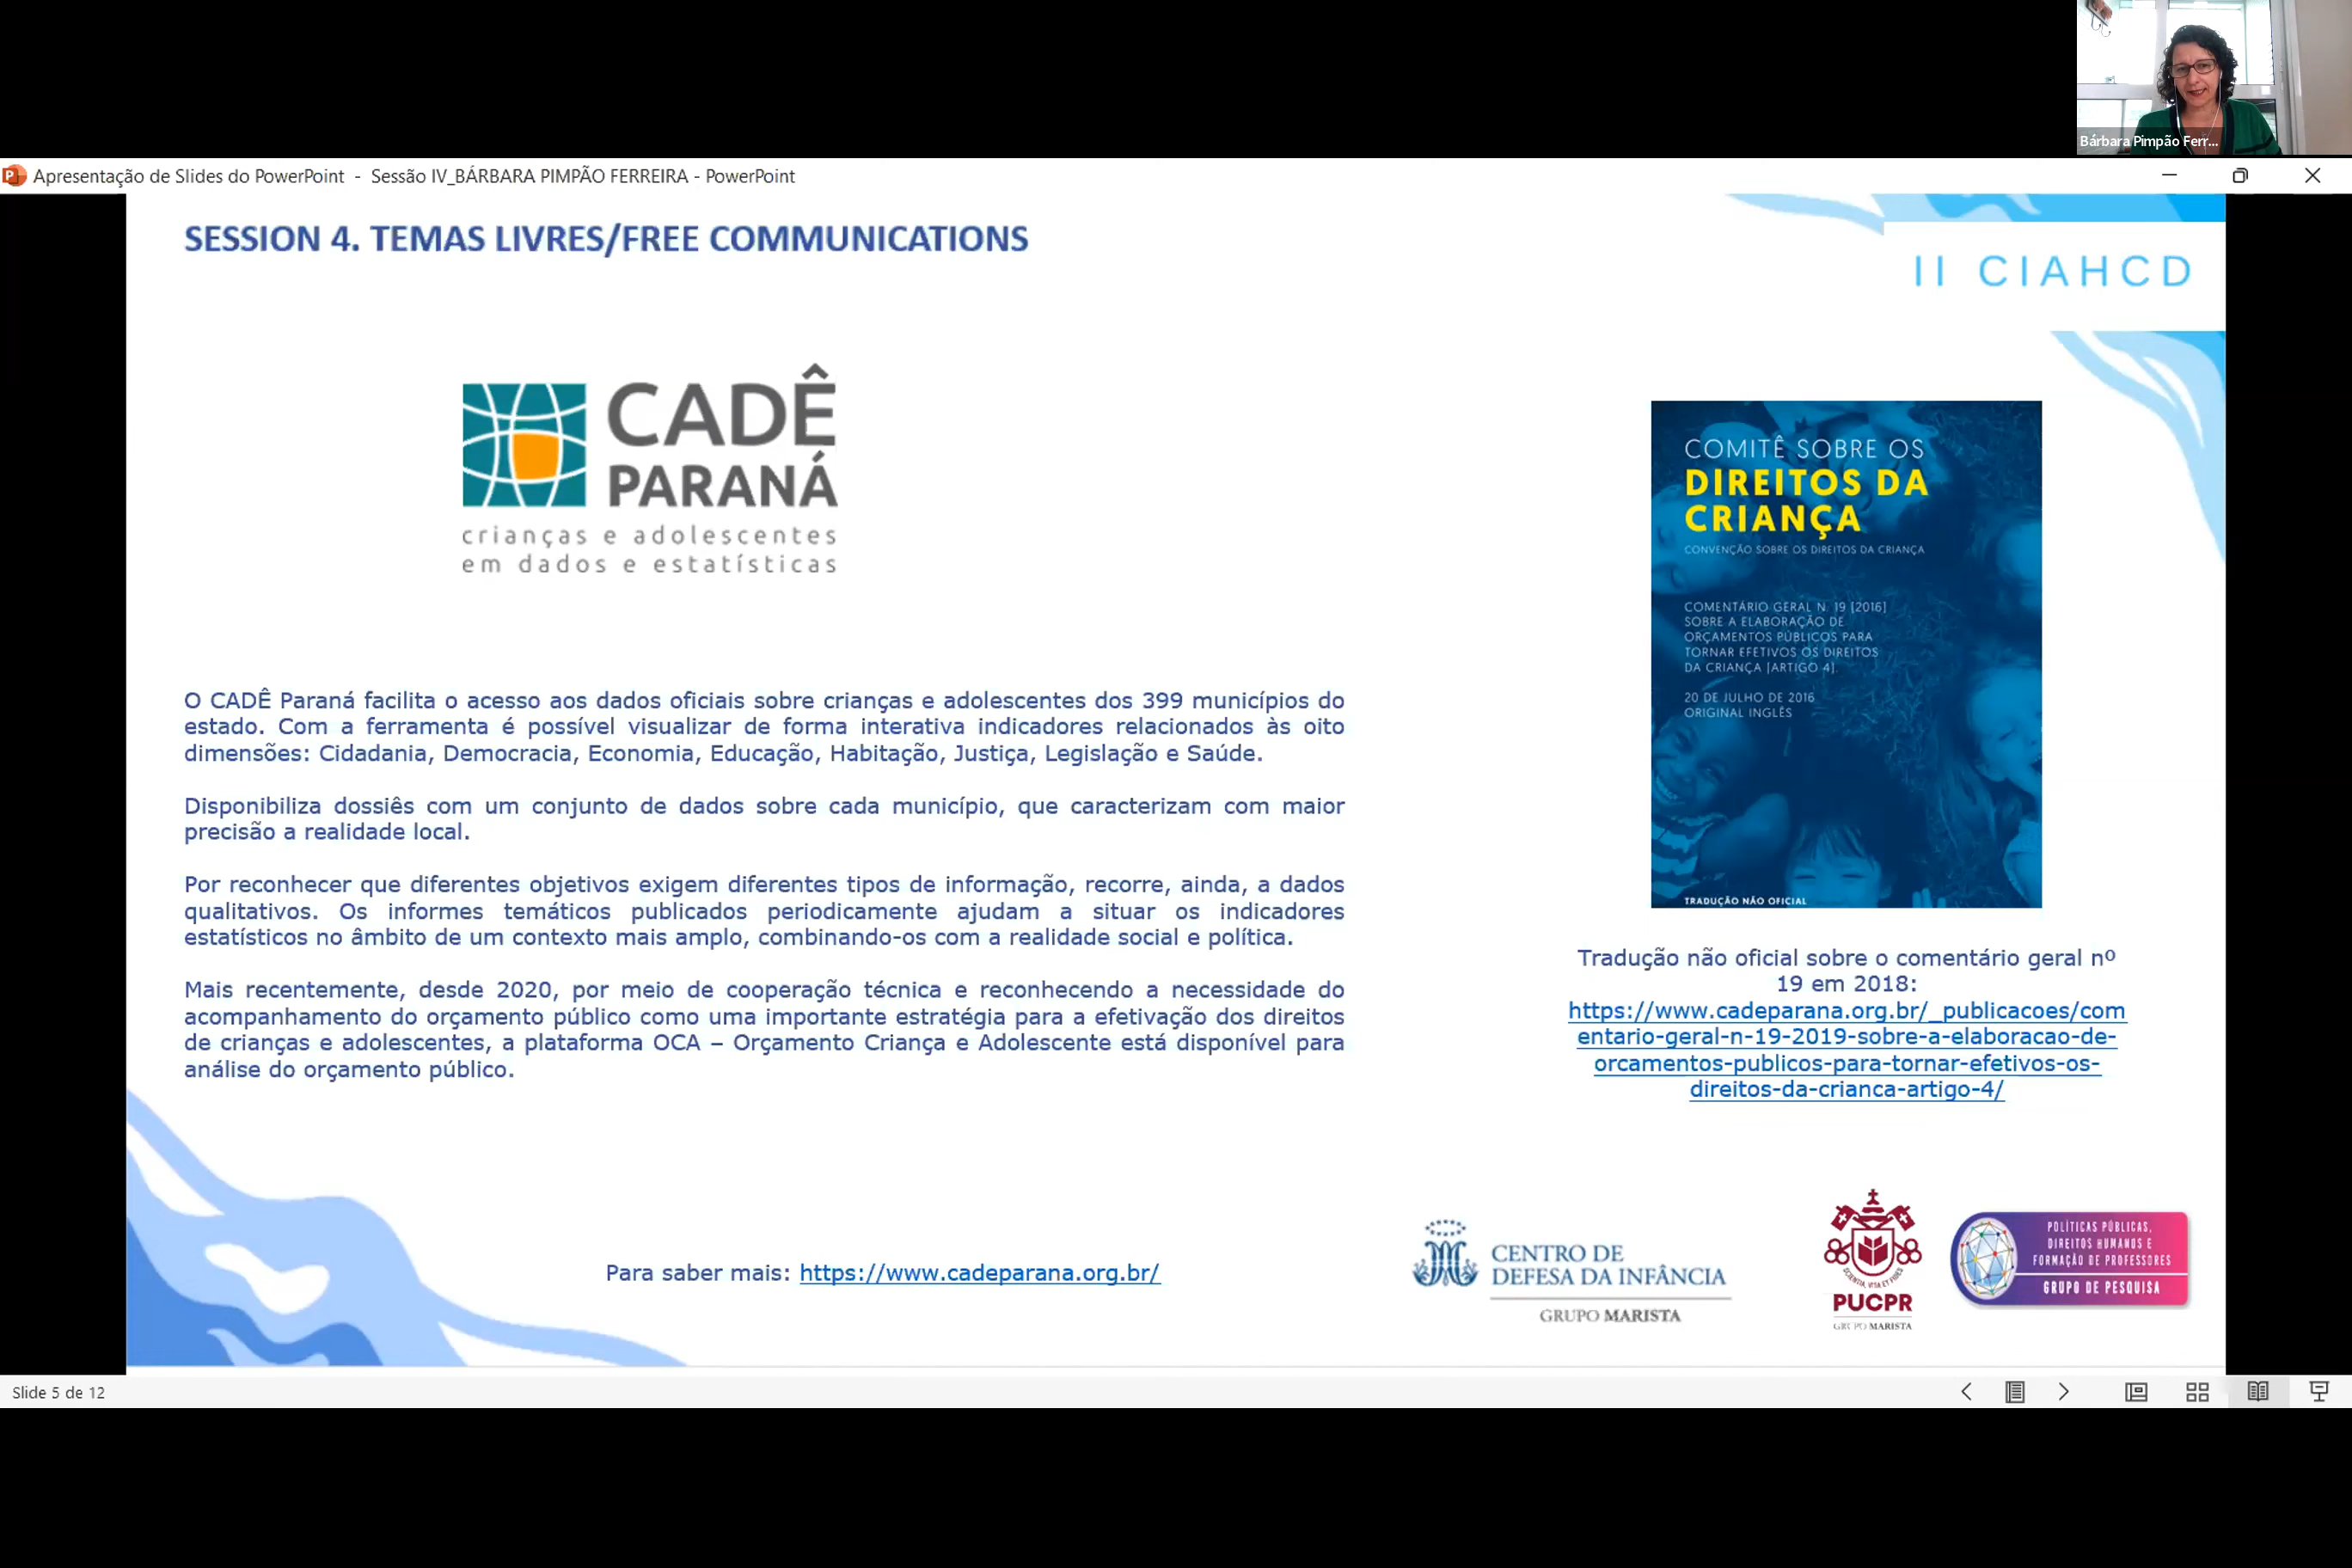 Bárbara Pimpão Ferr...
Apresentação de Slides do PowerPoint - Sessão IV_BÁRBARA PIMPÃO FERREIRA - PowerPoint
SESSION 4. TEMAS LIVRES/FREE COMMUNICATIONS
II CIAHCD
CADÊ
PARANÁ
crianças e adolescentes
em dados e estatísticas
O CADÊ Paraná facilita o acesso aos dados oficiais sobre crianças e adolescentes dos 399 municípios do
estado. Com a ferramenta é possível visualizar de forma interativa indicadores relacionados às oito
dimensões: Cidadania, Democracia, Economia, Educação, Habitação, Justiça, Legislação e Saúde.
Disponibiliza dossiês com um conjunto de dados sobre cada município, que caracterizam com maior
precisão a realidade local.
Por reconhecer que diferentes objetivos exigem diferentes tipos de informação, recorre, ainda, a dados
qualitativos. Os informes temáticos publicados periodicamente ajudam a situar os indicadores
estatísticos no âmbito de um contexto mais amplo, combinando-os com a realidade social e política.
Mais recentemente, desde 2020, por meio de cooperação técnica e reconhecendo a necessidade do
acompanhamento do orçamento público como uma importante estratégia para a efetivação dos direitos
de crianças e adolescentes, a plataforma OCA – Orçamento Criança e Adolescente está disponível para
análise do orçamento público.
Para saber mais: https://www.cadeparana.org.br/
COMITÊ SOBRE OS
DIREITOS DA
CRIANÇA
CONVENÇÃO SOBRE OS DIREITOS DA CRIANÇA
COMENTÁRIO GERAL N. 19 [2016]
SOBRE A ELABORAÇÃO DE
ORÇAMENTOS PÚBLICOS PARA
TORNAR EFETIVOS OS DIREITOS
DA CRIANÇA [ARTIGO 4].
20 DE JULHO DE 2016
ORIGINAL INGLÊS
TRADUÇÃO NÃO OFICIAL
Tradução não oficial sobre o comentário geral nº
19 em 2018:
https://www.cadeparana.org.br/_publicacoes/com
entario-geral-n-19-2019-sobre-a-elaboracao-de-
orcamentos-publicos-para-tornar-efetivos-os-
direitos-da-crianca-artigo-4/
CENTRO DE
DEFESA DA INFÂNCIA
GRUPO MARISTA
SCIENTIA, VITA ET FIDES
PUCPR
GRUPO MARISTA
POLÍTICAS PÚBLICAS,
DIREITOS HUMANOS E
FORMAÇÃO DE PROFESSORES
GRUPO DE PESQUISA
Slide 5 de 12